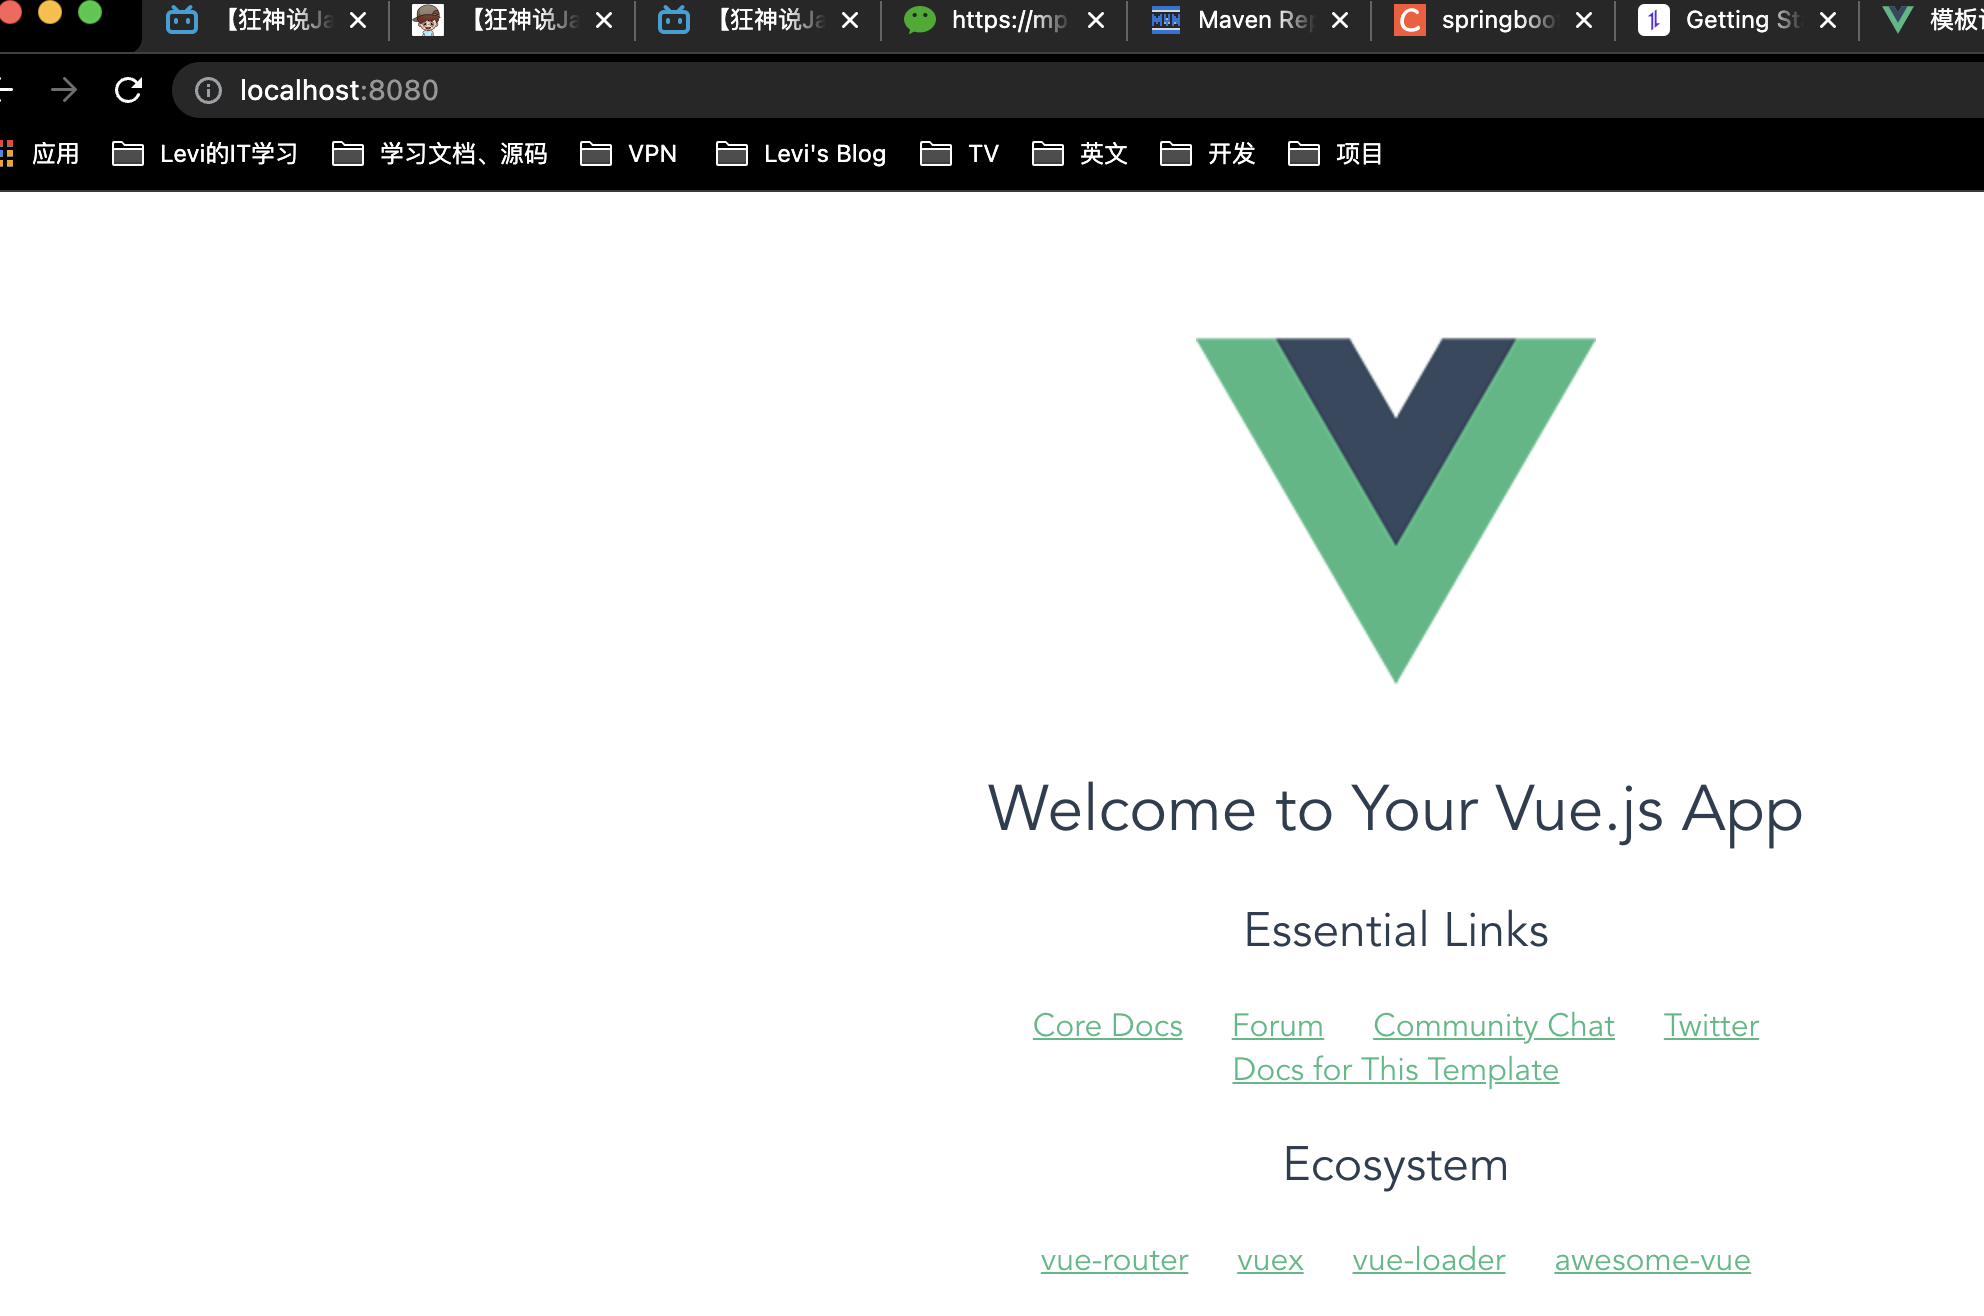 【狂神说Ja 【狂神说Ja 【狂神说Ja https://mp Maven Rep springboo Getting St 模板语
localhost:8080
应用 Levi的IT学习 学习文档、源码 VPN Levi's Blog TV 英文 开发 项目
Welcome to Your Vue.js App
Essential Links
Core Docs Forum Community Chat Twitter
Docs for This Template
Ecosystem
vue-router vuex vue-loader awesome-vue